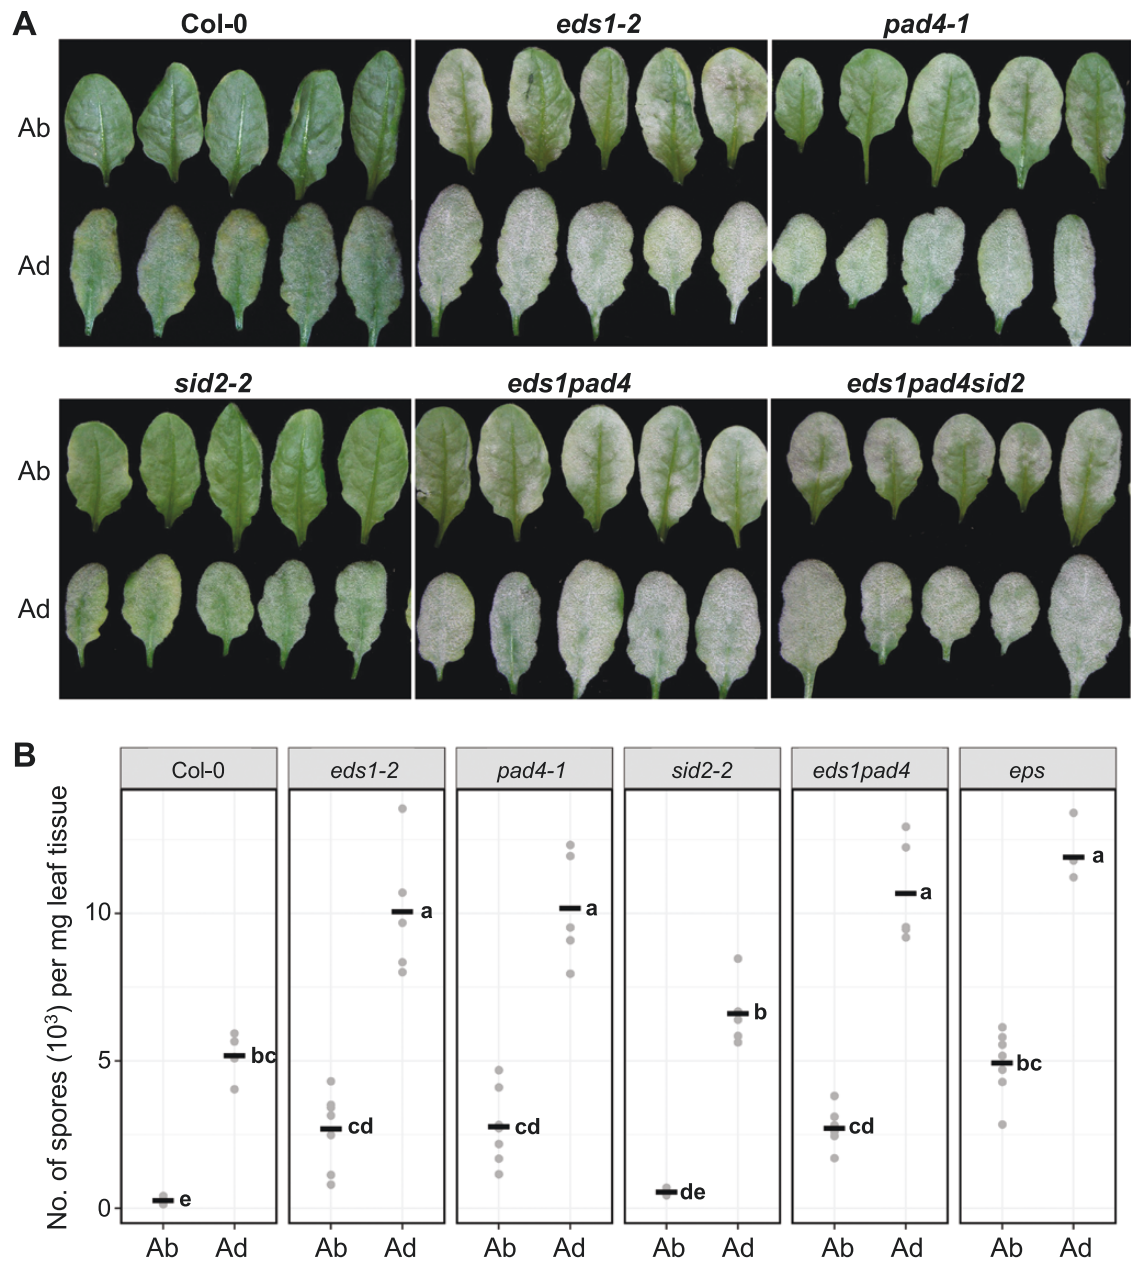 A
Col-0 eds1-2 pad4-1
Ab
Ad
sid2-2 eds1pad4 eds1pad4sid2
Ab
Ad
B
No. of spores (10³) per mg leaf tissue
Col-0 eds1-2 pad4-1 sid2-2 eds1pad4 eps
10
5
0
e bc cd a cd a de b cd a bc a
Ab Ad Ab Ad Ab Ad Ab Ad Ab Ad Ab Ad